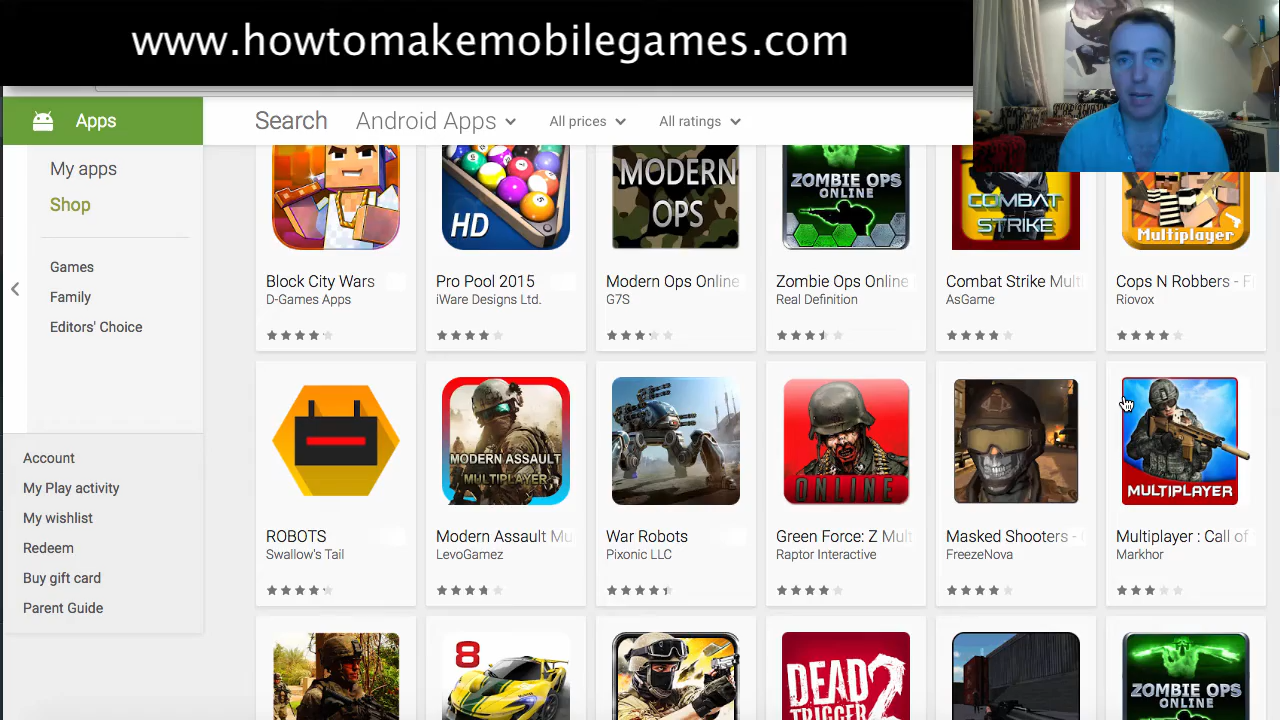 www.howtomakemobilegames.com
Apps
Search
Android Apps
All prices
All ratings
My apps
Shop
Games
Family
Editors' Choice
Account
My Play activity
My wishlist
Redeem
Buy gift card
Parent Guide
HD
MODERN
OPS
ZOMBIE OPS
ONLINE
COMBAT
STRIKE
Multiplayer
Block City Wars
D-Games Apps
Pro Pool 2015
iWare Designs Ltd.
Modern Ops Online
G7S
Zombie Ops Online
Real Definition
Combat Strike Multi
AsGame
Cops N Robbers - F
Riovox
MODERN ASSAULT
MULTIPLAYER
ONLINE
MULTIPLAYER
ROBOTS
Swallow's Tail
Modern Assault Mu
LevoGamez
War Robots
Pixonic LLC
Green Force: Z Mult
Raptor Interactive
Masked Shooters - 
FreezeNova
Multiplayer : Call of
Markhor
8
DEAD
TRIGGER
2
ZOMBIE OPS
ONLINE